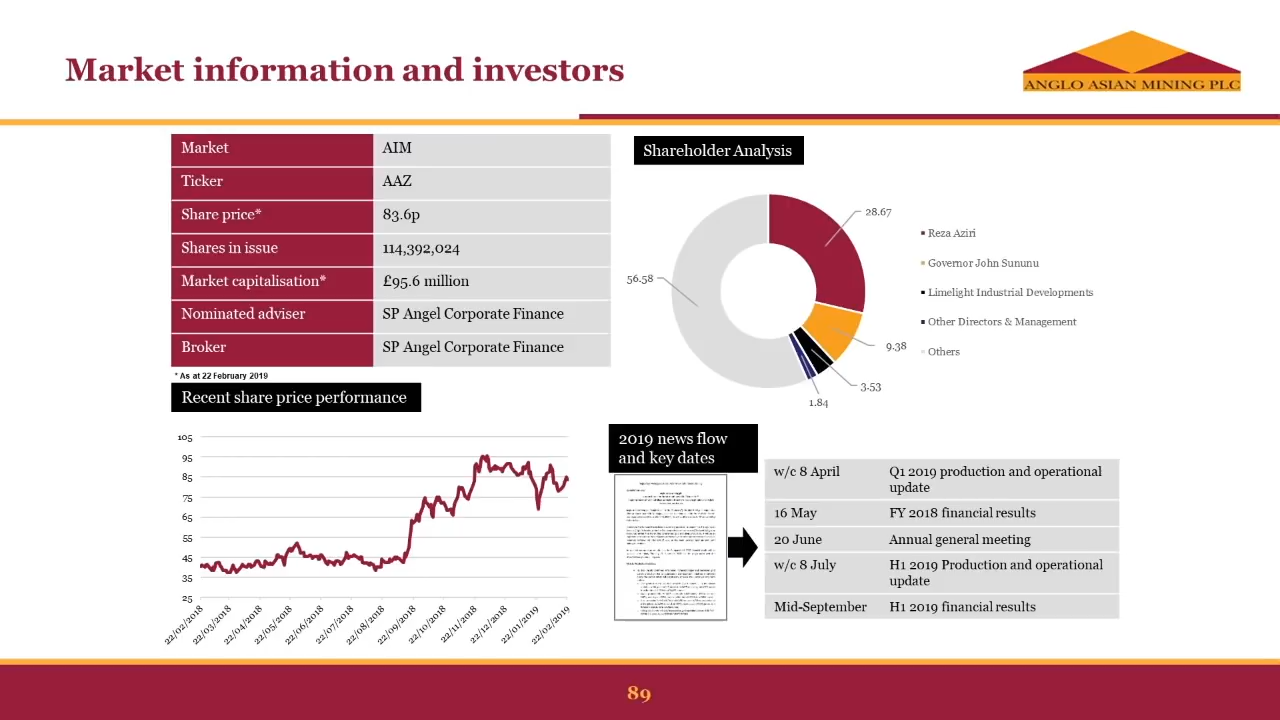 Market information and investors
ANGLO ASIAN MINING PLC
Market AIM
Ticker AAZ
Share price* 83.6p
Shares in issue 114,392,024
Market capitalisation* £95.6 million
Nominated adviser SP Angel Corporate Finance
Broker SP Angel Corporate Finance
* As at 22 February 2019
Shareholder Analysis
28.67
9.38
3.53
1.84
56.58
Reza Aziri
Governor John Sununu
Limelight Industrial Developments
Other Directors & Management
Others
Recent share price performance
105
95
85
75
65
55
45
35
25
22/02/2018
22/03/2018
22/04/2018
22/05/2018
22/06/2018
22/07/2018
22/08/2018
22/09/2018
22/10/2018
22/11/2018
22/12/2018
22/01/2019
22/02/2019
2019 news flow
and key dates
w/c 8 April Q1 2019 production and operational
update
16 May FY 2018 financial results
20 June Annual general meeting
w/c 8 July H1 2019 Production and operational
update
Mid-September H1 2019 financial results
89